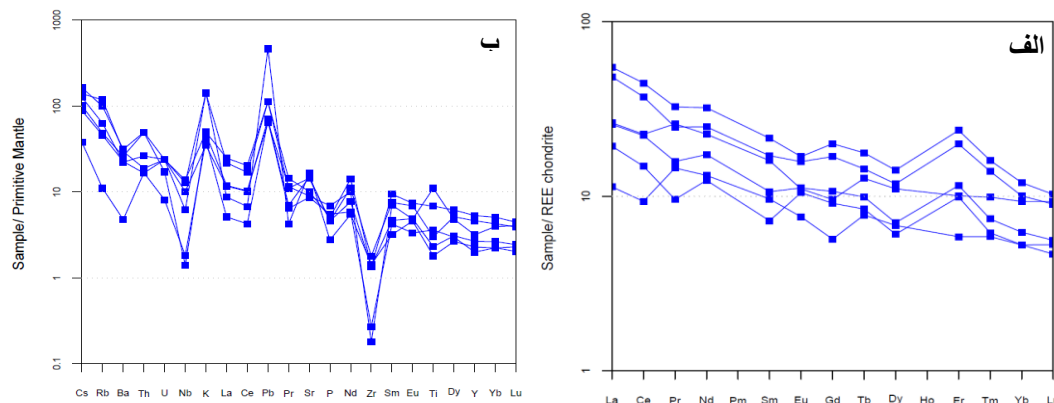 ب
Sample/ Primitive Mantle
1000
100
10
1
0.1
Cs Rb Ba Th U Nb K La Ce Pb Pr Sr P Nd Zr Sm Eu Ti Dy Y Yb Lu
الف
Sample/ REE chondrite
100
10
1
La Ce Pr Nd Pm Sm Eu Gd Tb Dy Ho Er Tm Yb